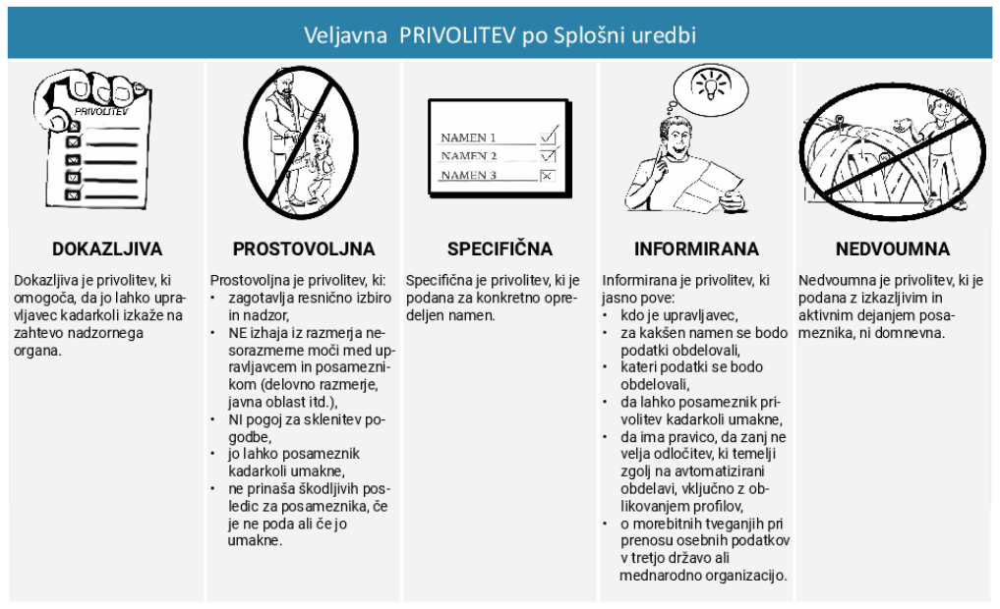 Veljavna PRIVOLITEV po Splošni uredbi
PRIVOLITEV
DOKAZLJIVA
Dokazljiva je privolitev, ki
omogoča, da jo lahko upra-
vljavec kadarkoli izkaže na
zahtevo nadzornega
organa.
PROSTOVOLJNA
Prostovoljna je privolitev, ki:
• zagotavlja resnično izbiro
in nadzor,
• NE izhaja iz razmerja ne-
sorazmerne moči med up-
ravljavcem in posamezni-
kom (delovno razmerje,
javna oblast itd.),
• NI pogoj za sklenitev po-
godbe,
• jo lahko posameznik
kadarkoli umakne,
• ne prinaša škodljivih pos-
ledic za posameznika, če
je ne poda ali če jo
umakne.
NAMEN 1
NAMEN 2
NAMEN 3
SPECIFIČNA
Specifična je privolitev, ki je
podana za konkretno opre-
deljen namen.
INFORMIRANA
Informirana je privolitev, ki
jasno pove:
• kdo je upravljavec,
• za kakšen namen se bodo
podatki obdelovali,
• kateri podatki se bodo
obdelovali,
• da lahko posameznik pri-
volitev kadarkoli umakne,
• da ima pravico, da zanj ne
velja odločitev, ki temelji
zgolj na avtomatizirani
obdelavi, vključno z ob-
likovanjem profilov,
• o morebitnih tveganjih pri
prenosu osebnih podatkov
v tretjo državo ali
mednarodno organizacijo.
NEDVOUMNA
Nedvoumna je privolitev, ki je
podana z izkazljivim in
aktivnim dejanjem posa-
meznika, ni domnevna.